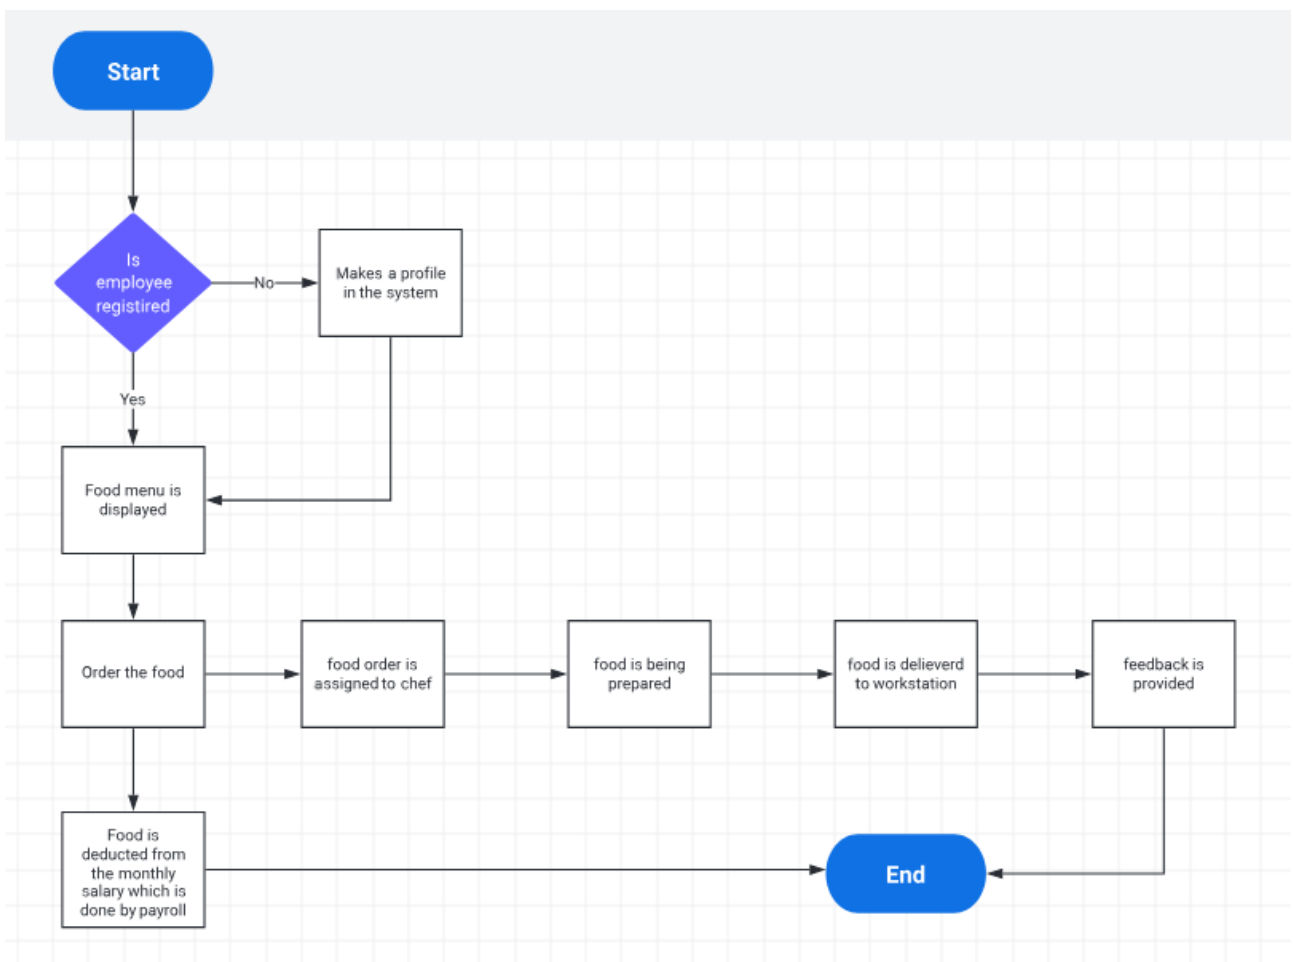 Start
Is
employee
registired
No
Makes a profile
in the system
Yes
Food menu is
displayed
Order the food
food order is
assigned to chef
food is being
prepared
food is delieverd
to workstation
feedback is
provided
Food is
deducted from
the monthly
salary which is
done by payroll
End